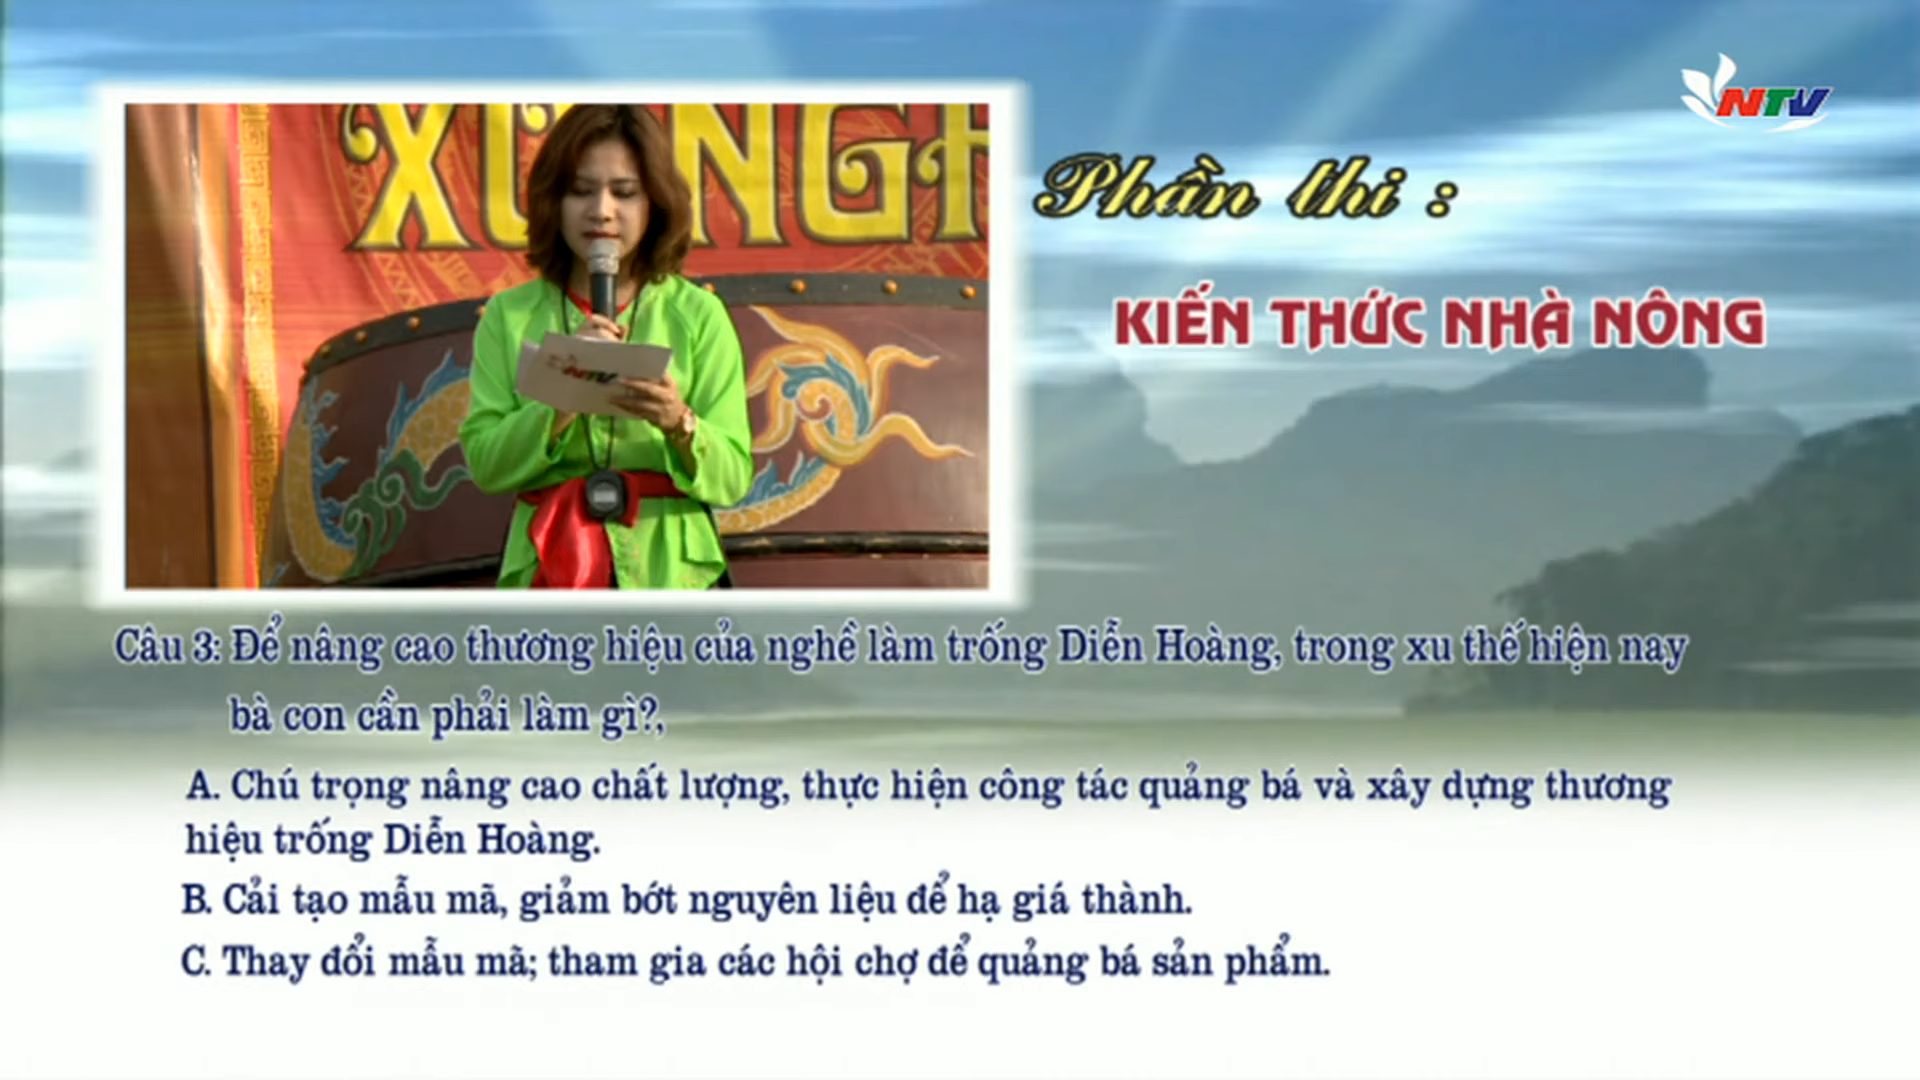 NTV
XỨ NGH
Phần thi :
KIẾN THỨC NHÀ NÔNG
NTV
Câu 3: Để nâng cao thương hiệu của nghề làm trống Diễn Hoàng, trong xu thế hiện nay
bà con cần phải làm gì?,
A. Chú trọng nâng cao chất lượng, thực hiện công tác quảng bá và xây dựng thương
hiệu trống Diễn Hoàng.
B. Cải tạo mẫu mã, giảm bớt nguyên liệu để hạ giá thành.
C. Thay đổi mẫu mã; tham gia các hội chợ để quảng bá sản phẩm.